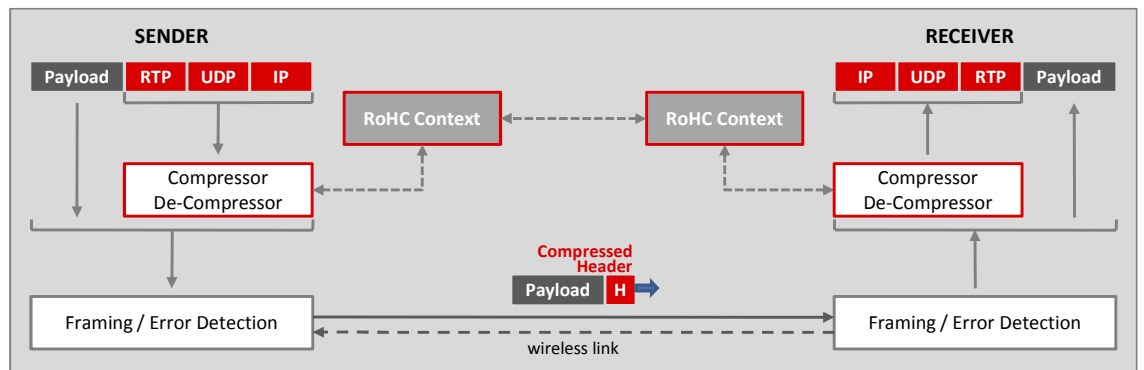 SENDER
RECEIVER
Payload RTP UDP IP
IP UDP RTP Payload
RoHC Context
RoHC Context
Compressor
De-Compressor
Compressor
De-Compressor
Compressed
Header
Payload H
Framing / Error Detection
Framing / Error Detection
wireless link